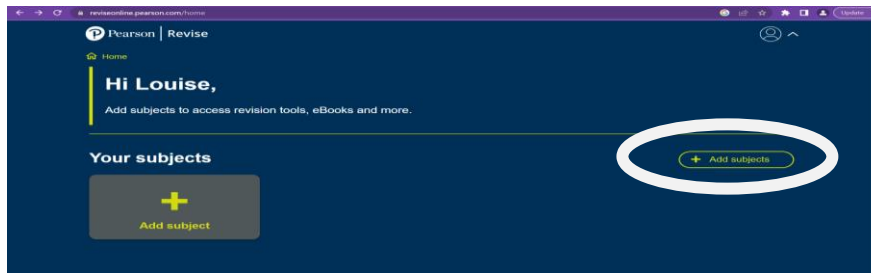 reviseonline.pearson.com/home
Update
Pearson | Revise
Home
Hi Louise,
Add subjects to access revision tools, eBooks and more.
Your subjects
+ Add subjects
+
Add subject